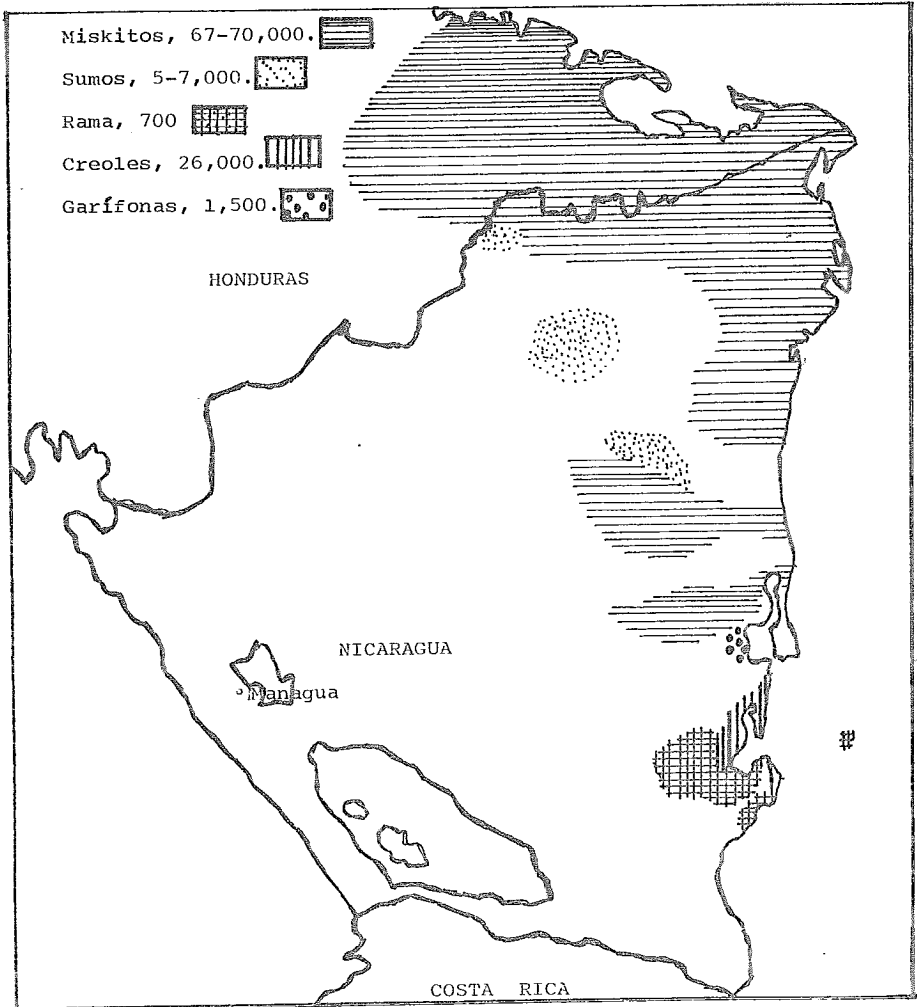 Miskitos, 67-70,000.
Sumos, 5-7,000.
Rama, 700
Creoles, 26,000.
Garífonas, 1,500.
HONDURAS
NICARAGUA
Managua
COSTA RICA